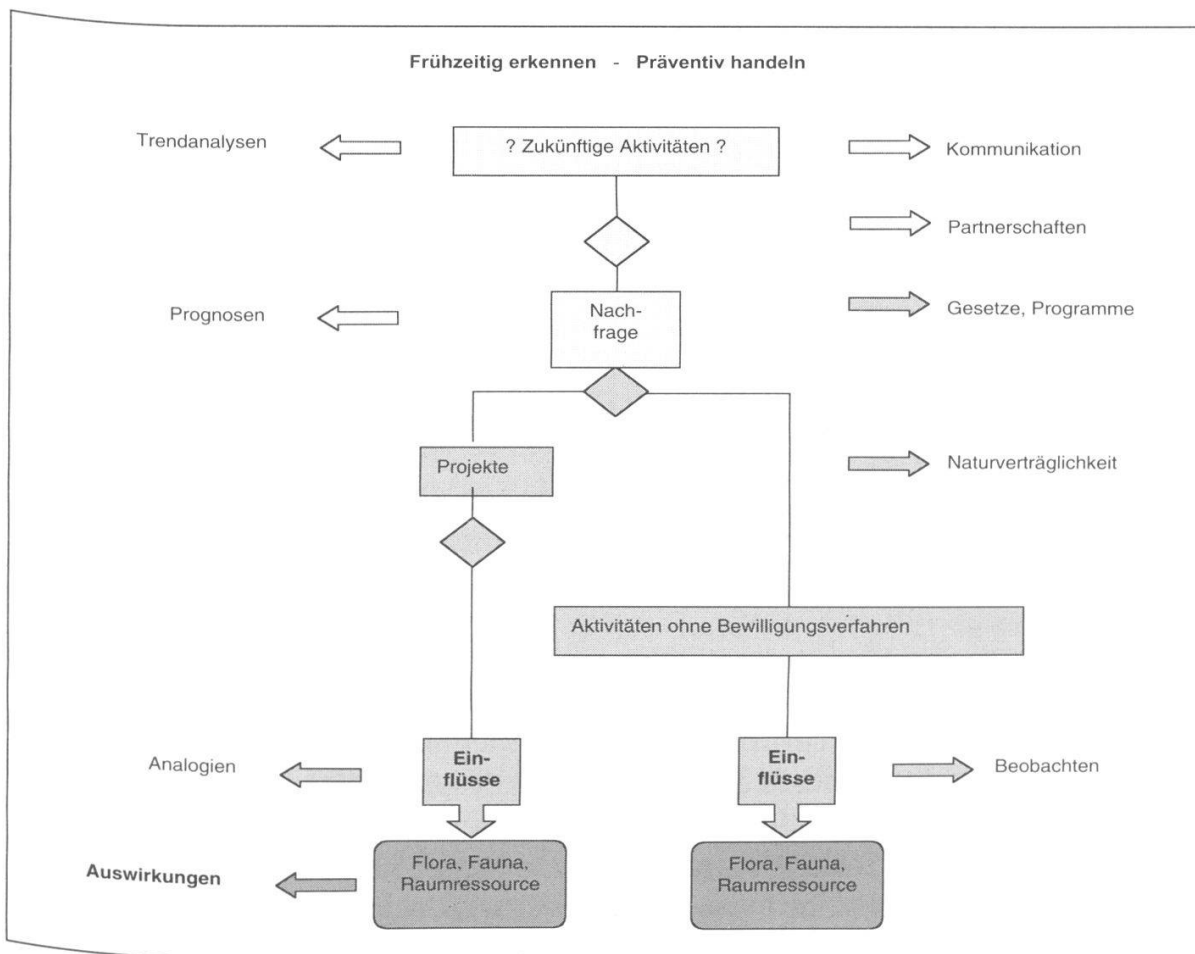 Frühzeitig erkennen - Präventiv handeln
Trendanalysen
? Zukünftige Aktivitäten ?
Kommunikation
Partnerschaften
Prognosen
Nach-
frage
Gesetze, Programme
Projekte
Naturverträglichkeit
Aktivitäten ohne Bewilligungsverfahren
Analogien
Ein-
flüsse
Ein-
flüsse
Beobachten
Auswirkungen
Flora, Fauna,
Raumressource
Flora, Fauna,
Raumressource